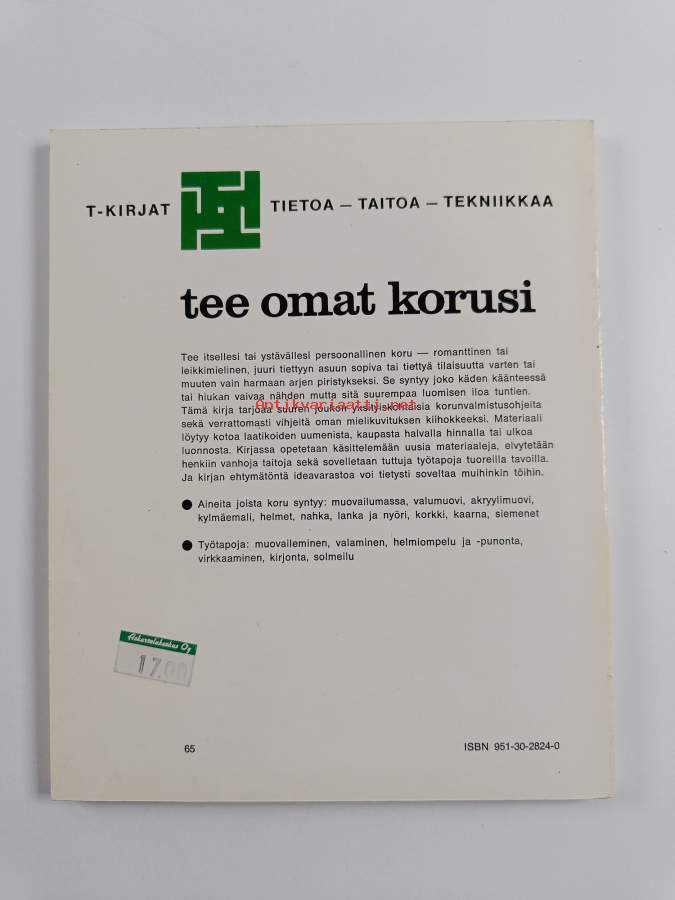 T-KIRJAT
TIETOA — TAITOA — TEKNIIKKAA
tee omat korusi
Tee itsellesi tai ystävällesi persoonallinen koru — romanttinen tai
leikkimielinen, juuri tiettyyn asuun sopiva tai tiettyä tilaisuutta varten tai
muuten vain harmaan arjen piristykseksi. Se syntyy joko käden käänteessä
tai hiukan vaivaa nähden mutta sitä suurempaa luomisen iloa tuntien.
Antikvariaatti.net
Tämä kirja tarjoaa suuren joukon yksityiskohtaisia korunvalmistusohjeita
sekä verrattomasti vihjeitä oman mielikuvituksen kiihokkeeksi. Materiaali
löytyy kotoa laatikoiden uumenista, kaupasta halvalla hinnalla tai ulkoa
luonnosta. Kirjassa opetetaan käsittelemään uusia materiaaleja, elvytetään
henkiin vanhoja taitoja sekä sovelletaan tuttuja työtapoja tuoreilla tavoilla.
Ja kirjan ehtymätöntä ideavarastoa voi tietysti soveltaa muihinkin töihin.
● Aineita joista koru syntyy: muovailumassa, valumuovi, akryylimuovi,
kylmäemali, helmet, nahka, lanka ja nyöri, korkki, kaarna, siemenet
● Työtapoja: muovaileminen, valaminen, helmiompelu ja -punonta,
virkkaaminen, kirjonta, solmeilu
Askartelukeskus Oy
17.00
65
ISBN 951-30-2824-0